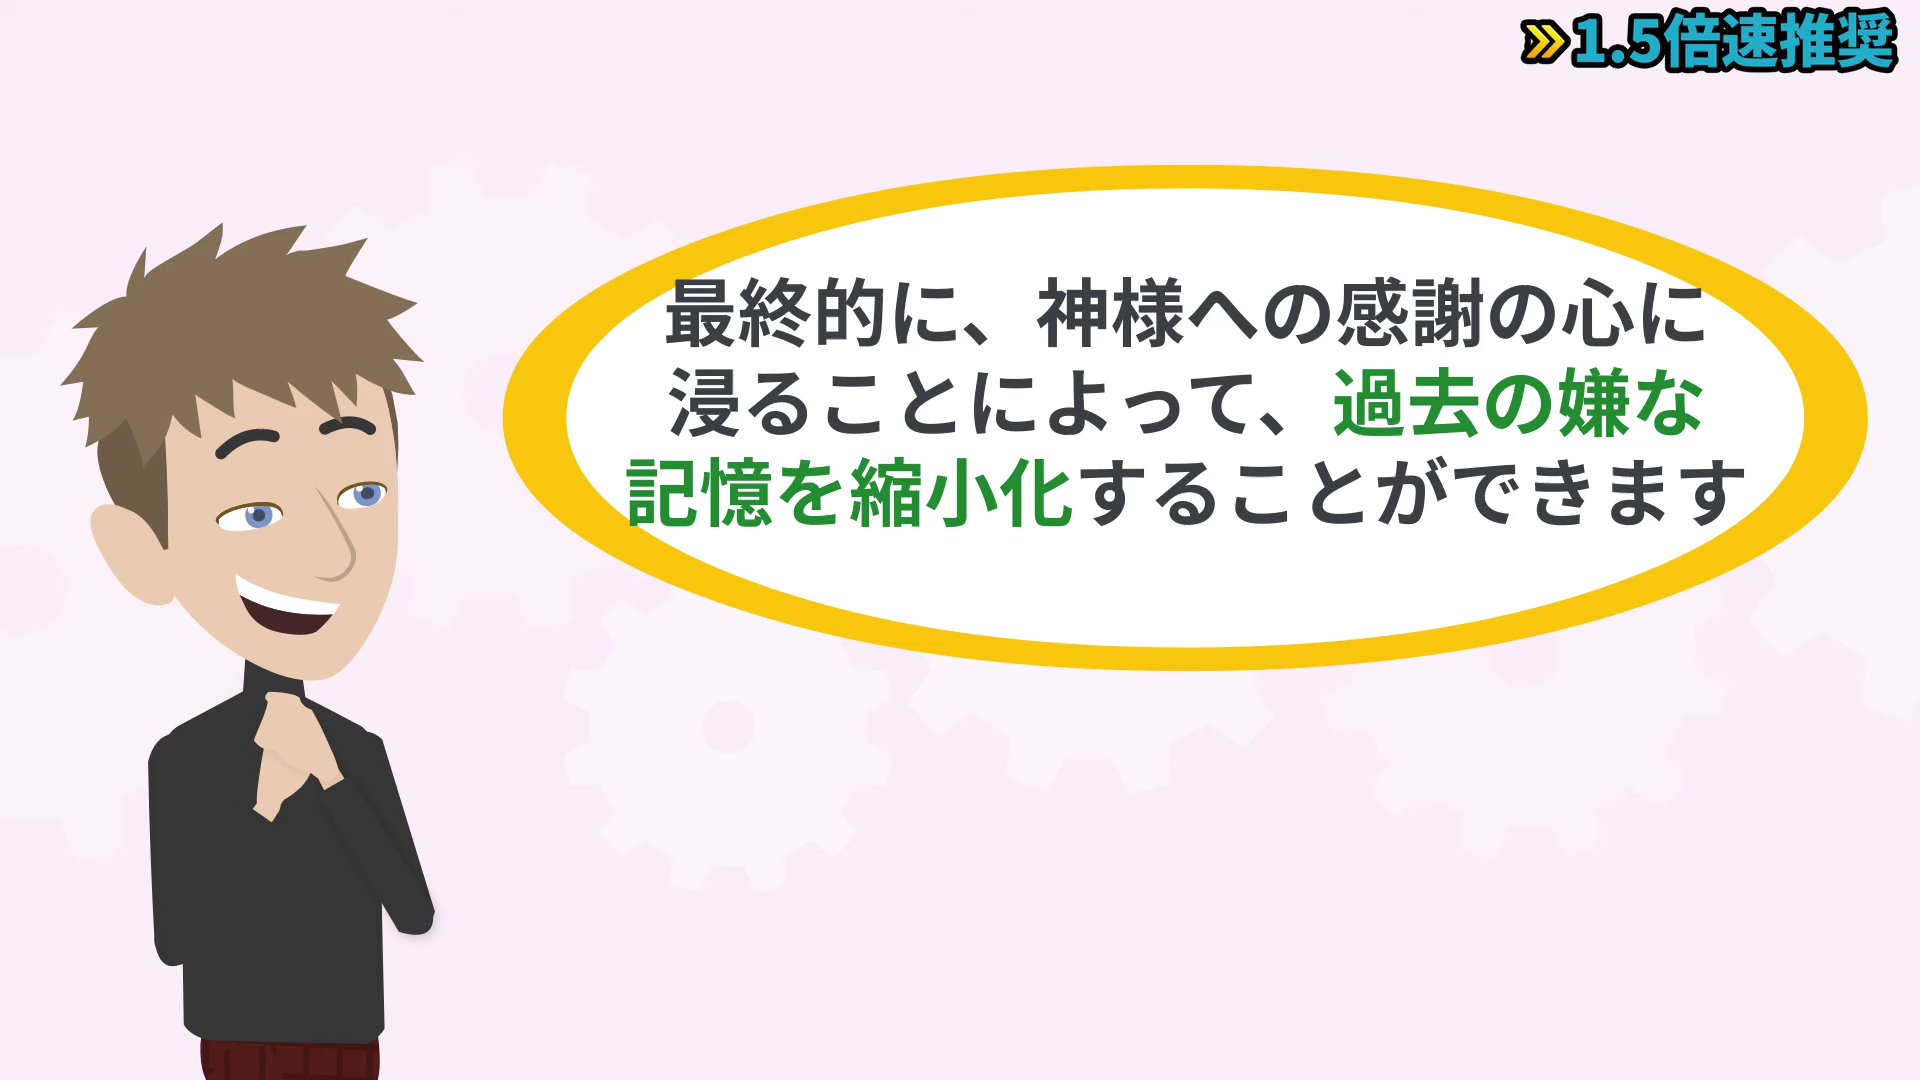 1.5倍速推奨
最終的に、神様への感謝の心に
浸ることによって、過去の嫌な
記憶を縮小化することができます